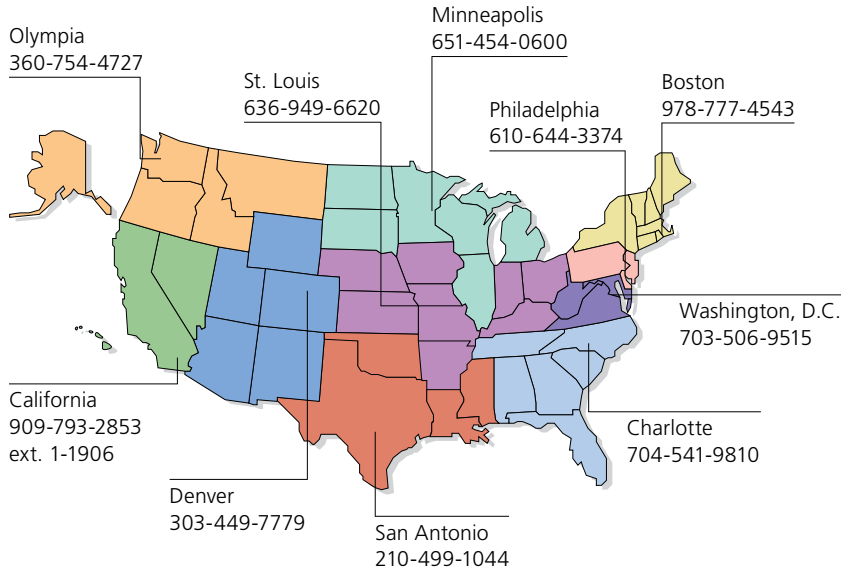 Minneapolis
651-454-0600
Olympia
360-754-4727
St. Louis
636-949-6620
Boston
978-777-4543
Philadelphia
610-644-3374
Washington, D.C.
703-506-9515
California
909-793-2853
ext. 1-1906
Charlotte
704-541-9810
Denver
303-449-7779
San Antonio
210-499-1044